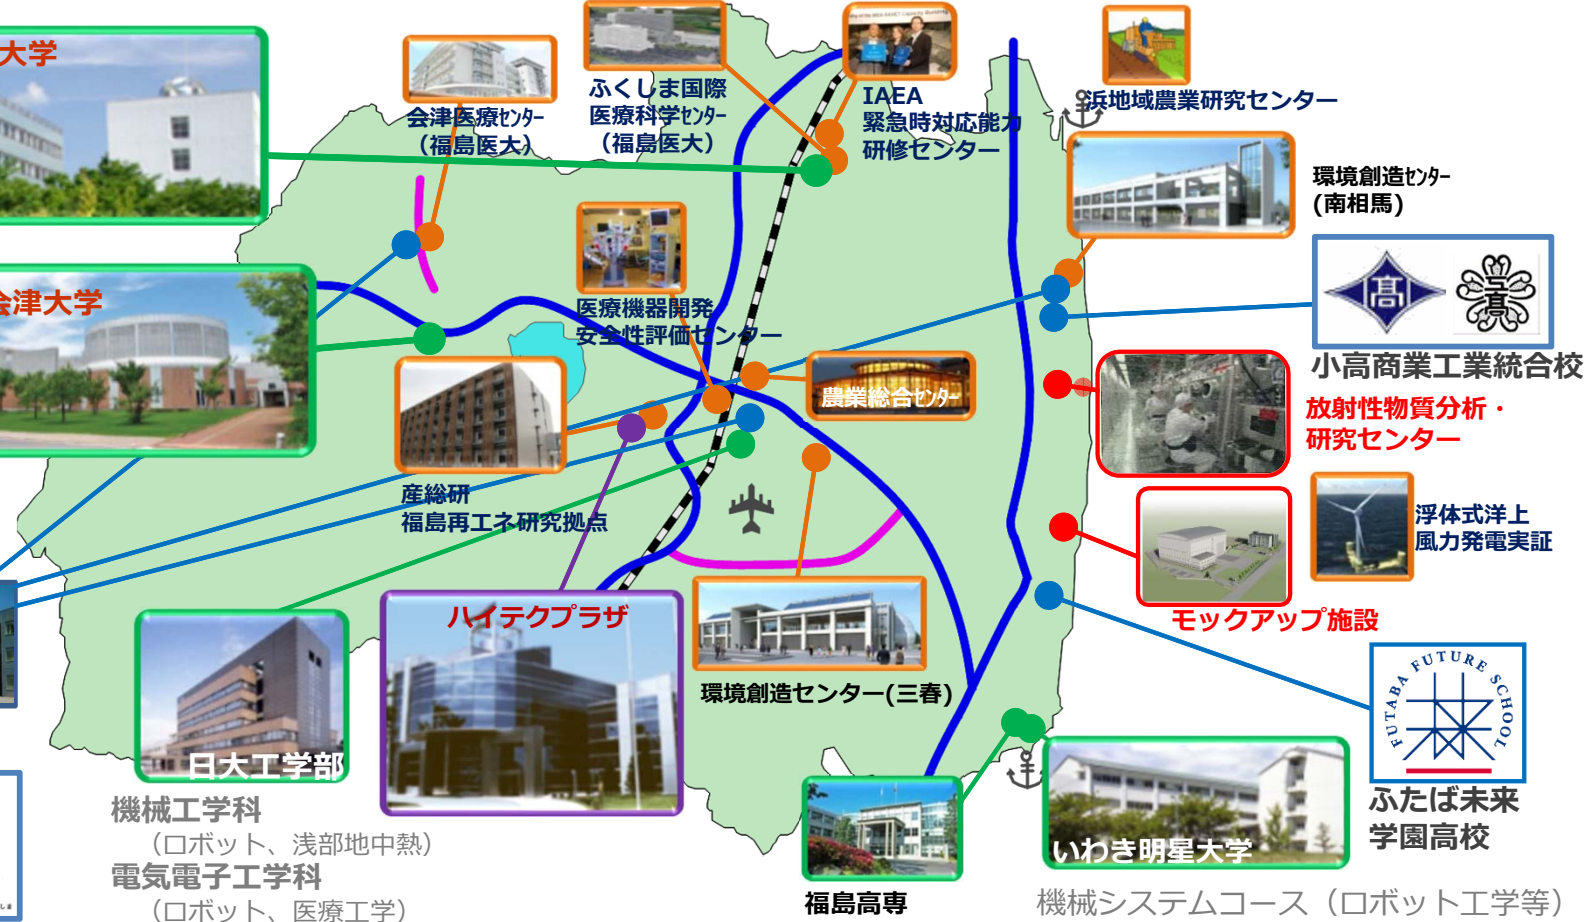 大学
会津医療ｾﾝﾀｰ
（福島医大）
ふくしま国際
医療科学ｾﾝﾀｰ
（福島医大）
IAEA
緊急時対応能力
研修センター
浜地域農業研究センター
環境創造ｾﾝﾀｰ
(南相馬)
会津大学
医療機器開発
安全性評価センター
高
小高商業工業統合校
農業総合ｾﾝﾀｰ
放射性物質分析・
研究センター
産総研
福島再エネ研究拠点
浮体式洋上
風力発電実証
モックアップ施設
ハイテクプラザ
環境創造センター(三春)
FUTABA FUTURE SCHOOL
日大工学部
機械工学科
（ロボット、浅部地中熱）
電気電子工学科
（ロボット、医療工学）
ふたば未来
学園高校
いわき明星大学
福島高専
機械システムコース（ロボット工学等）